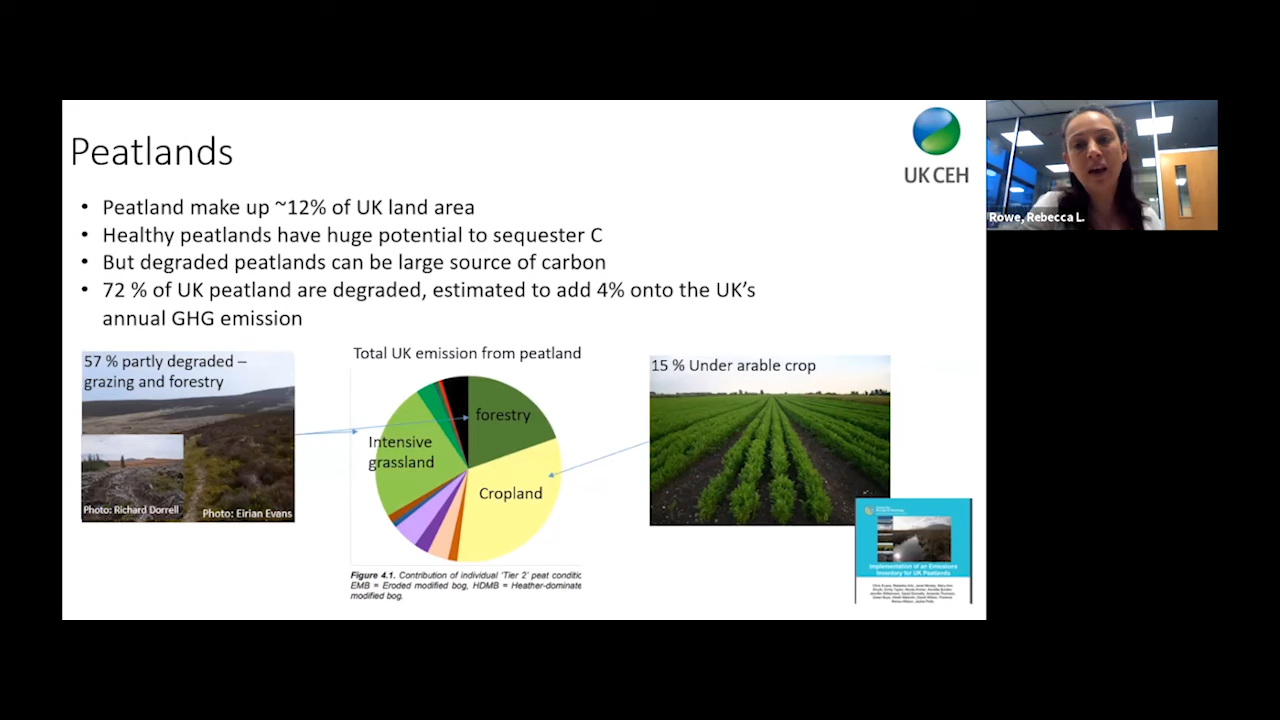 Peatlands
UK CEH
• Peatland make up ~12% of UK land area
• Healthy peatlands have huge potential to sequester C
• But degraded peatlands can be large source of carbon
• 72 % of UK peatland are degraded, estimated to add 4% onto the UK's
annual GHG emission
Rowe, Rebecca L.
57 % partly degraded –
grazing and forestry
Photo: Richard Dorrell
Photo: Eirian Evans
Total UK emission from peatland
forestry
Intensive
grassland
Cropland
Figure 4.1. Contribution of individual 'Tier 2' peat conditic
EMB = Eroded modified bog, HDMB = Heather-dominate
modified bog.
15 % Under arable crop
Implementation of an Emissions
Inventory for UK Peatlands